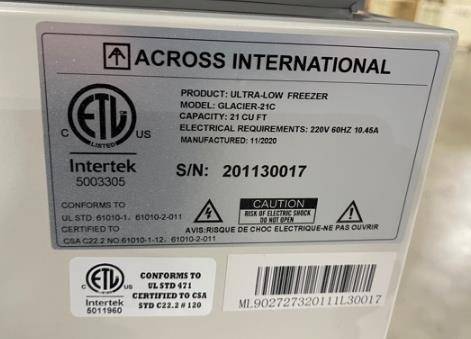 ACROSS INTERNATIONAL
PRODUCT: ULTRA-LOW FREEZER
MODEL: GLACIER-21C
CAPACITY: 21 CU FT
ELECTRICAL REQUIREMENTS: 220V 60HZ 10.45A
MANUFACTURED: 11/2020
C ETL LISTED US
Intertek
5003305
S/N: 201130017
CONFORMS TO
UL STD. 61010-1, 61010-2-011
CERTIFIED TO
CSA C22.2 NO.61010-1-12, 61010-2-011
CAUTION
RISK OF ELECTRIC SHOCK
DO NOT OPEN
AVIS:RISQUE DE CHOC ELECTRIQUE-NE PAS OUVRIR
C ETL US
Intertek
5011960
CONFORMS TO
UL STD 471
CERTIFIED TO CSA
STD C22.2 # 120
ML902727320111L30017